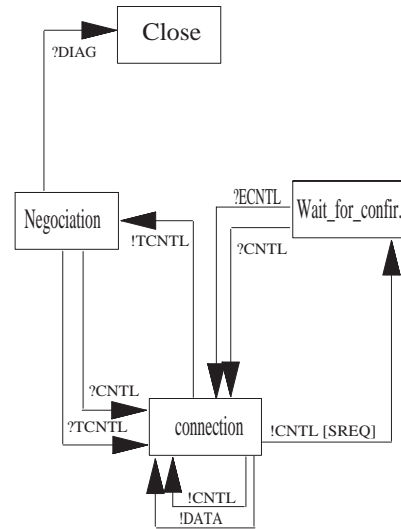 Close
?DIAG
?ECNTL
Wait_for_confir.
Negociation
!TCNTL
?CNTL
?CNTL
?TCNTL
connection
!CNTL [SREQ]
!CNTL
!DATA